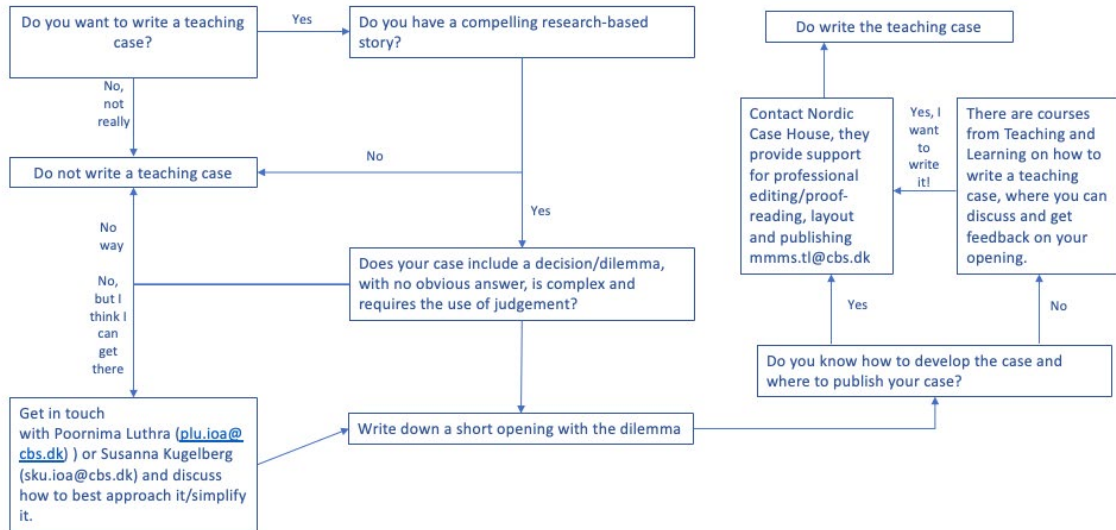 Do you want to write a teaching
case?
Yes
Do you have a compelling research-based
story?
No,
not
really
No
Do not write a teaching case
Yes
No
way
No,
but I
think I
can
get
there
Does your case include a decision/dilemma,
with no obvious answer, is complex and
requires the use of judgement?
Get in touch
with Poornima Luthra (plu.ioa@
cbs.dk) ) or Susanna Kugelberg
(sku.ioa@cbs.dk) and discuss
how to best approach it/simplify
it.
Write down a short opening with the dilemma
Do you know how to develop the case and
where to publish your case?
Yes
No
Contact Nordic
Case House, they
provide support
for professional
editing/proof-
reading, layout
and publishing
mmms.tl@cbs.dk
Yes, I
want
to
write
it!
There are courses
from Teaching and
Learning on how to
write a teaching
case, where you can
discuss and get
feedback on your
opening.
Do write the teaching case